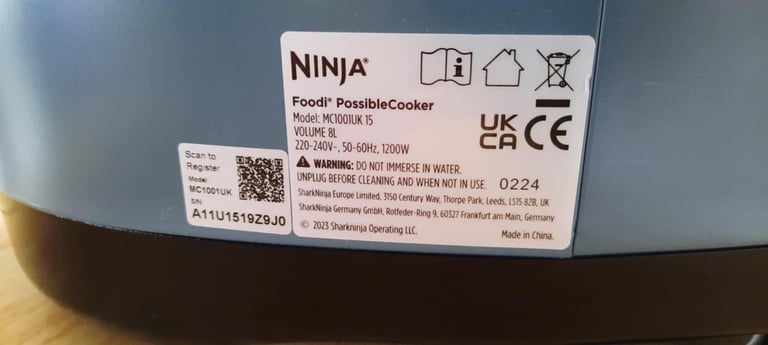 NINJA®
Foodi® PossibleCooker
Model: MC1001UK 15
VOLUME 8L
220-240V~, 50-60Hz, 1200W
UK
CA CE
WARNING: DO NOT IMMERSE IN WATER.
UNPLUG BEFORE CLEANING AND WHEN NOT IN USE. 0224
SharkNinja Europe Limited, 3150 Century Way, Thorpe Park, Leeds, LS15 8ZB, UK
SharkNinja Germany GmbH, Rotfeder-Ring 9, 60327 Frankfurt am Main, Germany
© 2023 Sharkninja Operating LLC. Made in China.
Scan to
Register
Model:
MC1001UK
S/N:
A11U1519Z9J0